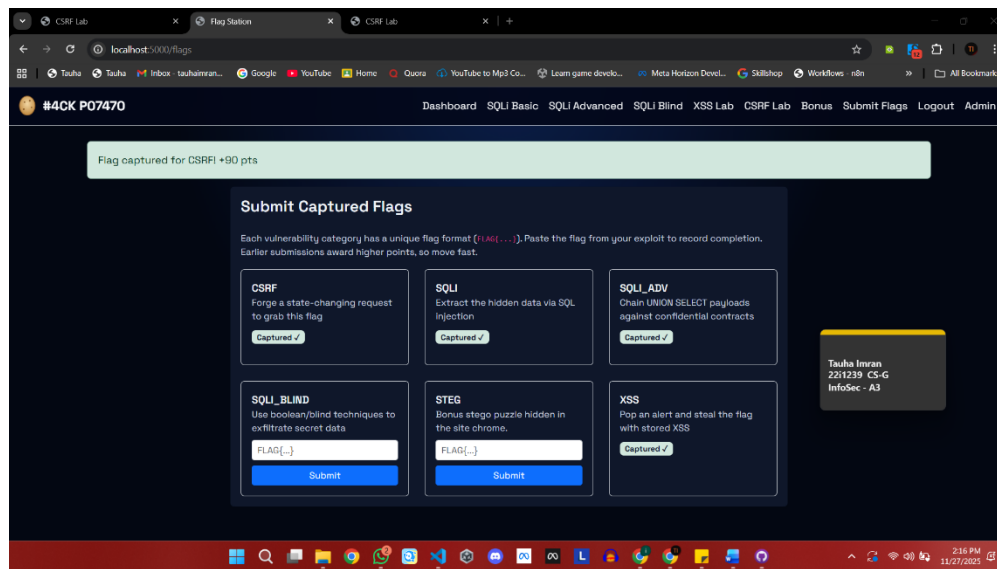 CSRF Lab
Flag Station
CSRF Lab
localhost:5000/flags
Tauha
Tauha
Inbox - tauhaimran...
Google
YouTube
Home
Quora
YouTube to Mp3 Co...
Learn game develo...
Meta Horizon Devel...
Skillshop
Workflows - n8n
»
All Bookmark
#4CK P07470
Dashboard SQLi Basic SQLi Advanced SQLi Blind XSS Lab CSRF Lab Bonus Submit Flags Logout Admin
Flag captured for CSRF! +90 pts
Submit Captured Flags
Each vulnerability category has a unique flag format (FLAG{...}). Paste the flag from your exploit to record completion.
Earlier submissions award higher points, so move fast.
CSRF
Forge a state-changing request
to grab this flag
Captured ✓
SQLI
Extract the hidden data via SQL
injection
Captured ✓
SQLI_ADV
Chain UNION SELECT payloads
against confidential contracts
Captured ✓
SQLI_BLIND
Use boolean/blind techniques to
exfiltrate secret data
FLAG{...}
Submit
STEG
Bonus stego puzzle hidden in
the site chrome.
FLAG{...}
Submit
XSS
Pop an alert and steal the flag
with stored XSS
Captured ✓
Tauha Imran
22i1239 CS-G
InfoSec - A3
2:16 PM
11/27/2025